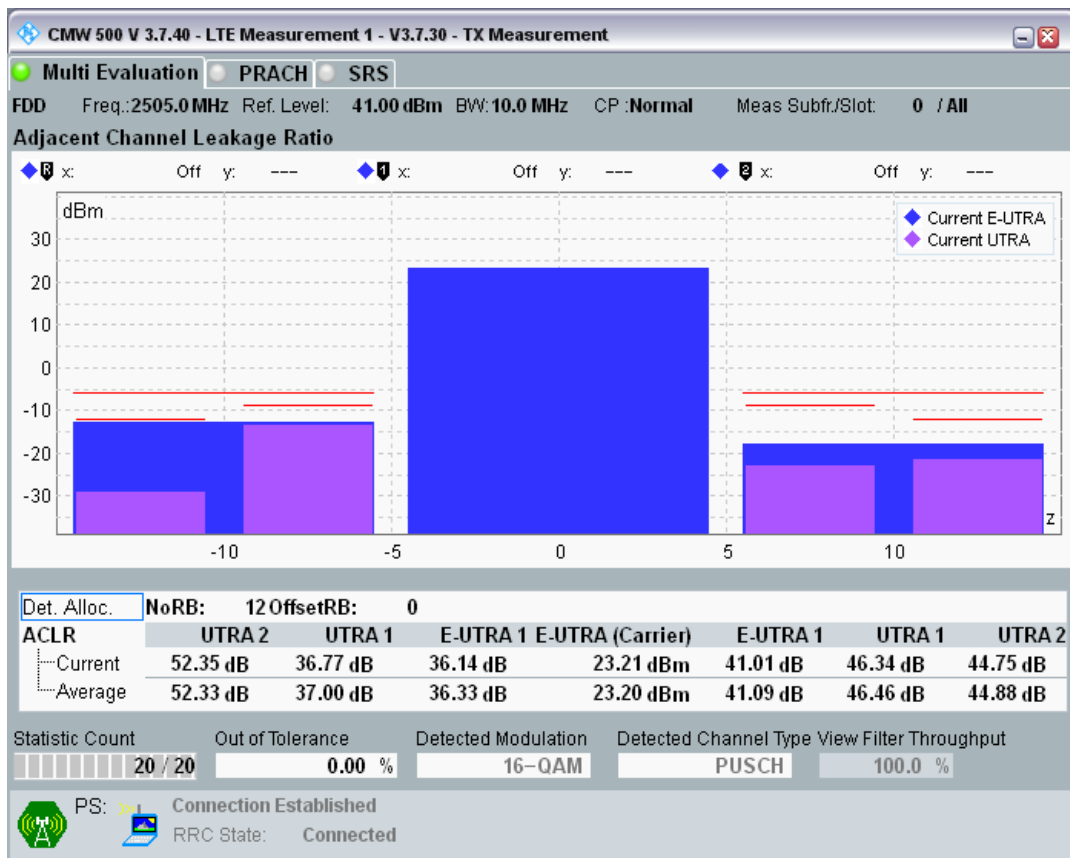 CMW 500 V 3.7.40 - LTE Measurement 1 - V3.7.30 - TX Measurement
Multi Evaluation PRACH SRS
FDD Freq.:2505.0 MHz Ref. Level: 41.00 dBm BW:10.0 MHz CP :Normal Meas Subfr./Slot: 0 / All
Adjacent Channel Leakage Ratio
R x: Off y: --- 1 x: Off y: --- 2 x: Off y: ---
dBm
Current E-UTRA
Current UTRA
30
20
10
0
-10
-20
-30
z
-10 -5 0 5 10
Det. Alloc. NoRB: 12 OffsetRB: 0
ACLR UTRA 2 UTRA 1 E-UTRA 1 E-UTRA (Carrier) E-UTRA 1 UTRA 1 UTRA 2
Current 52.35 dB 36.77 dB 36.14 dB 23.21 dBm 41.01 dB 46.34 dB 44.75 dB
Average 52.33 dB 37.00 dB 36.33 dB 23.20 dBm 41.09 dB 46.46 dB 44.88 dB
Statistic Count Out of Tolerance Detected Modulation Detected Channel Type View Filter Throughput
20 / 20 0.00 % 16-QAM PUSCH 100.0 %
PS: Connection Established
RRC State: Connected